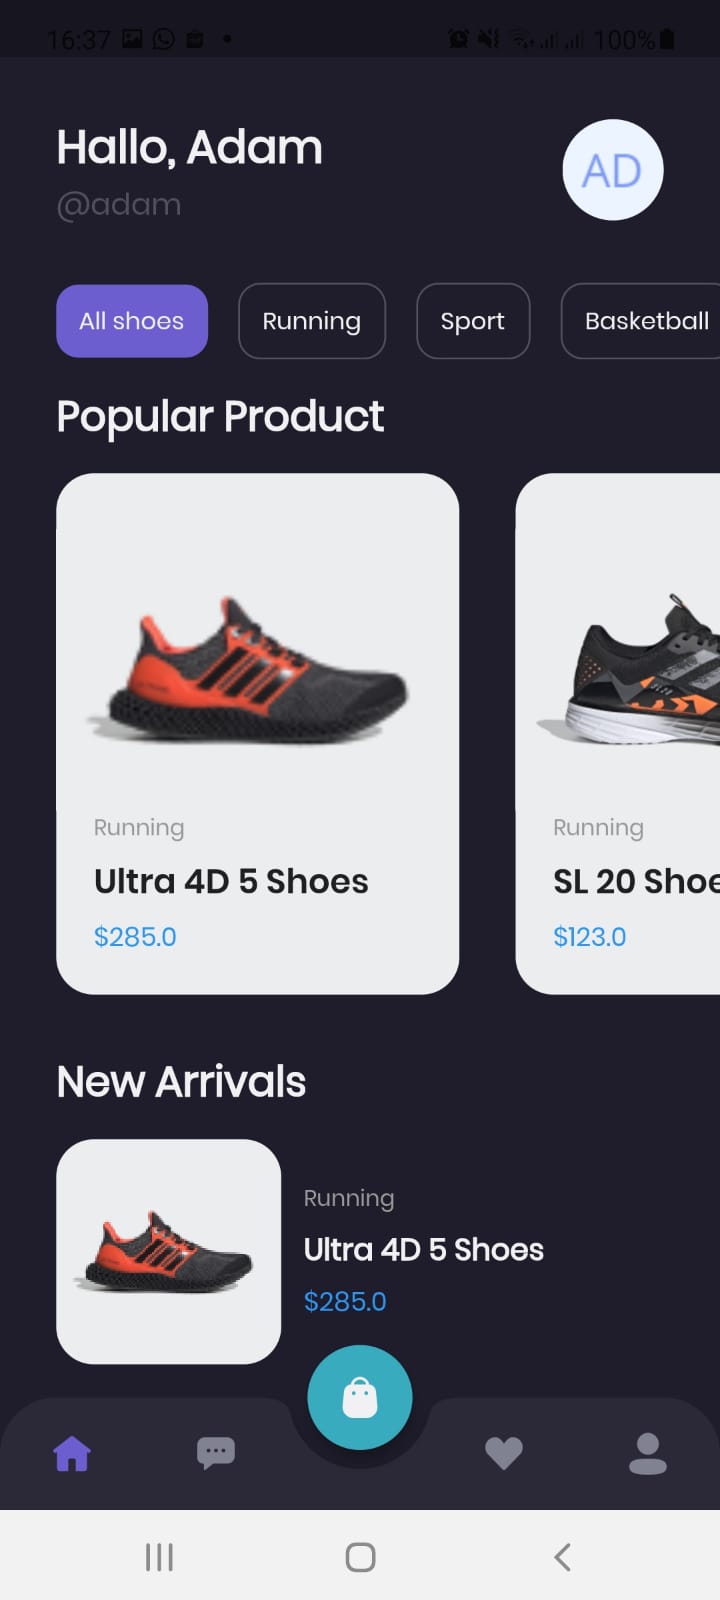 16:37 100%
Hallo, Adam
@adam
AD
All shoes Running Sport Basketball
Popular Product
Running Running
Ultra 4D 5 Shoes SL 20 Shoe
$285.0 $123.0
New Arrivals
Running
Ultra 4D 5 Shoes
$285.0